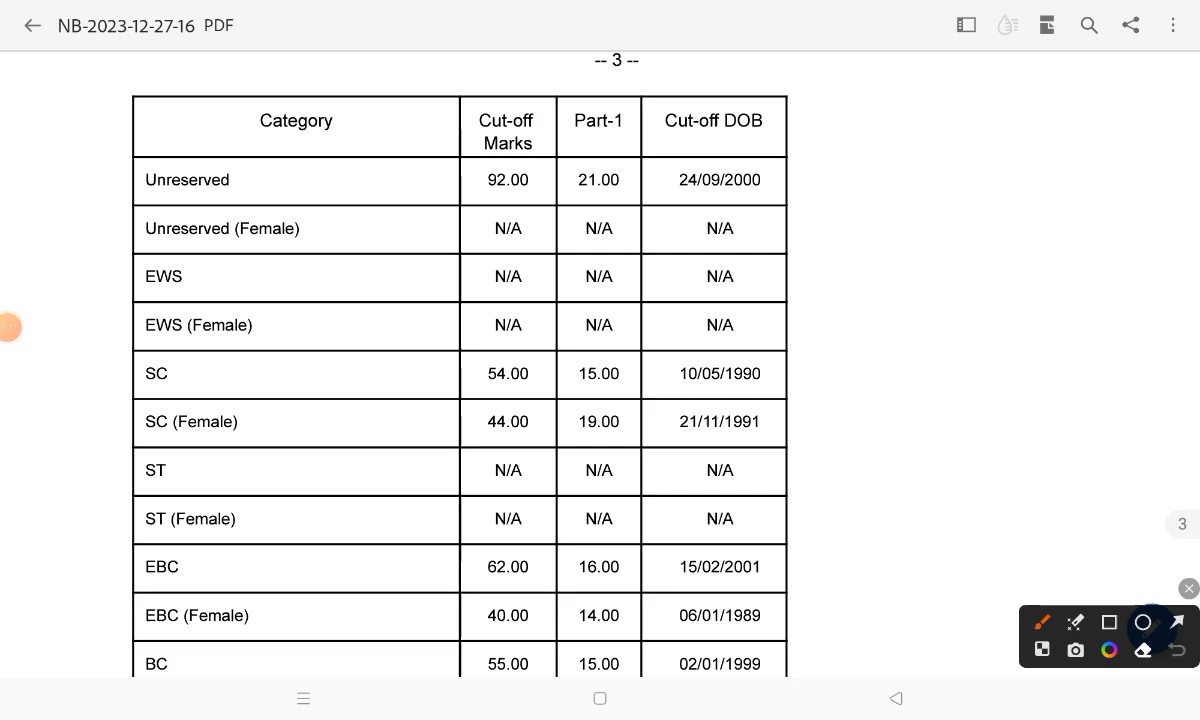 NB-2023-12-27-16 PDF
-- 3 --
Category Cut-off Marks Part-1 Cut-off DOB
Unreserved 92.00 21.00 24/09/2000
Unreserved (Female) N/A N/A N/A
EWS N/A N/A N/A
EWS (Female) N/A N/A N/A
SC 54.00 15.00 10/05/1990
SC (Female) 44.00 19.00 21/11/1991
ST N/A N/A N/A
ST (Female) N/A N/A N/A
EBC 62.00 16.00 15/02/2001
EBC (Female) 40.00 14.00 06/01/1989
BC 55.00 15.00 02/01/1999
3